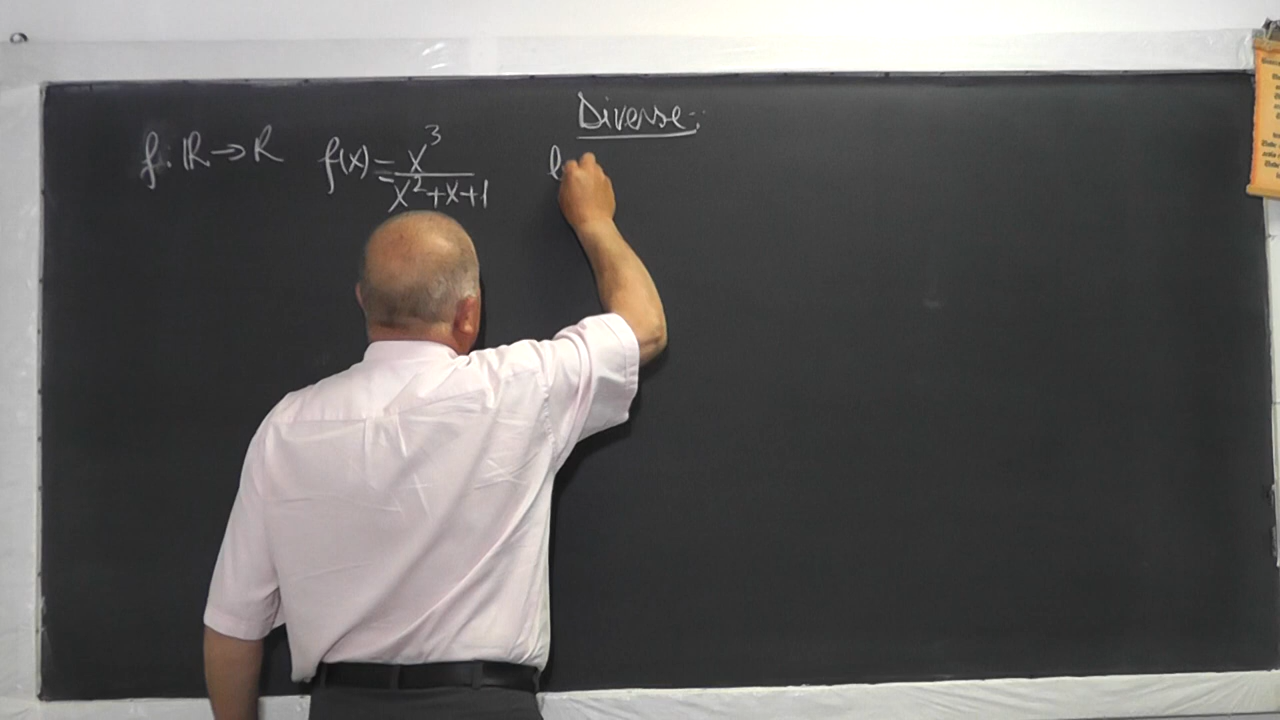 Diverse:
f: R → R f(x) = x³/(x²+x+1) l